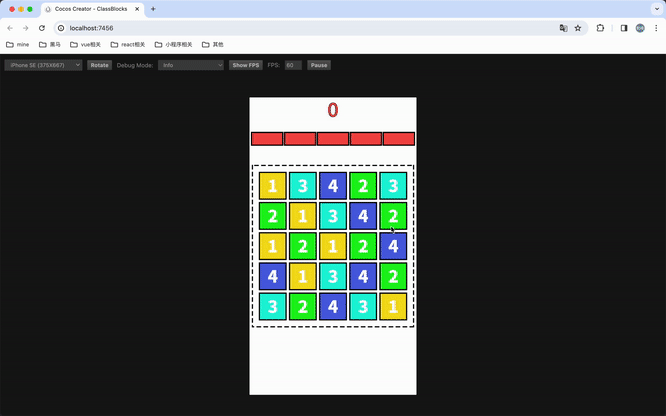 Cocos Creator - ClassBlocks
localhost:7456
mine 黑马 vue相关 react相关 小程序相关 其他
iPhone SE (375X667) Rotate Debug Mode: Info Show FPS FPS: 60 Pause
0
1 3 4 2 3
2 1 3 4 2
1 2 1 2 4
4 1 3 4 2
3 2 4 3 1